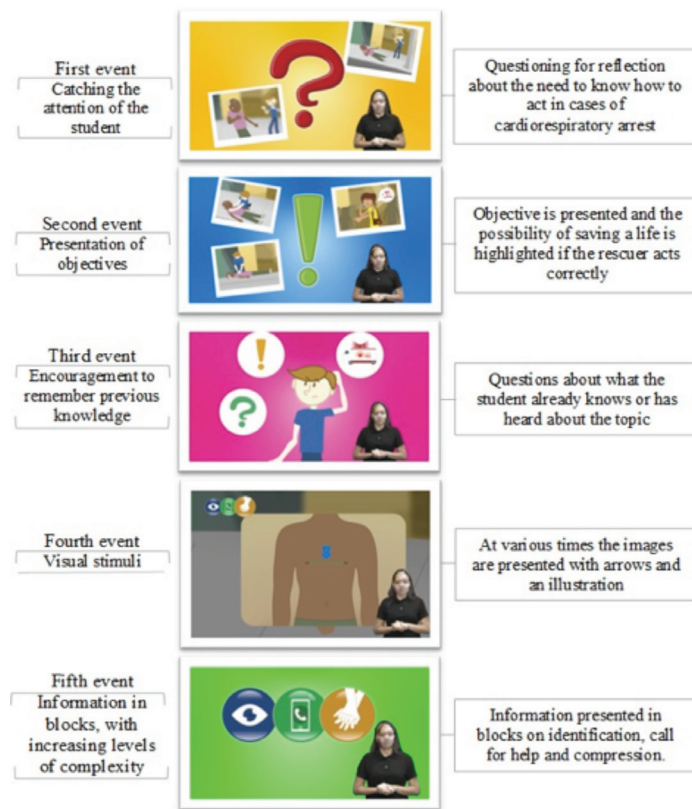 First event
Catching the
attention of the
student
Questioning for reflection
about the need to know how to
act in cases of
cardiorespiratory arrest
Second event
Presentation of
objectives
Objective is presented and the
possibility of saving a life is
highlighted if the rescuer acts
correctly
Third event
Encouragement to
remember previous
knowledge
Questions about what the
student already knows or has
heard about the topic
Fourth event
Visual stimuli
At various times the images
are presented with arrows and
an illustration
Fifth event
Information in
blocks, with
increasing levels
of complexity
Information presented in
blocks on identification, call
for help and compression.